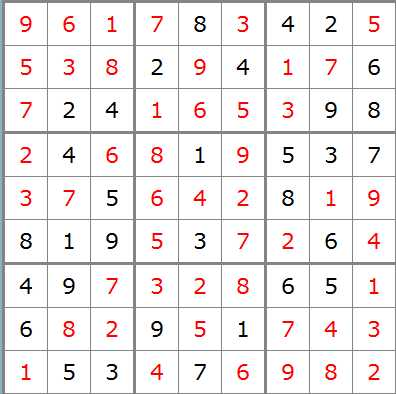 9 6 1 7 8 3 4 2 5
5 3 8 2 9 4 1 7 6
7 2 4 1 6 5 3 9 8
2 4 6 8 1 9 5 3 7
3 7 5 6 4 2 8 1 9
8 1 9 5 3 7 2 6 4
4 9 7 3 2 8 6 5 1
6 8 2 9 5 1 7 4 3
1 5 3 4 7 6 9 8 2